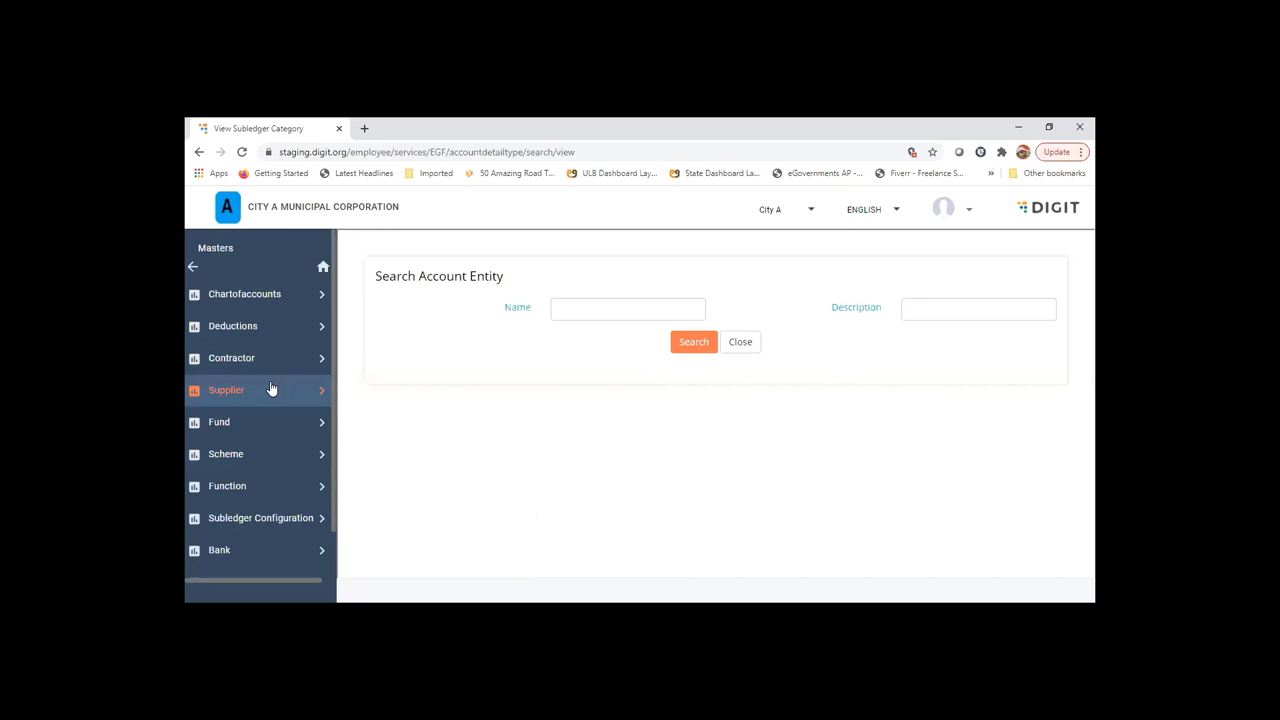 View Subledger Category
staging.digit.org/employee/services/EGF/accountdetailtype/search/view
Update
Apps
Getting Started
Latest Headlines
Imported
50 Amazing Road T...
ULB Dashboard Lay...
State Dashboard La...
eGovernments AP -...
Fiverr - Freelance S...
»
Other bookmarks
A
CITY A MUNICIPAL CORPORATION
City A
ENGLISH
DIGIT
Masters
Chartofaccounts
Deductions
Contractor
Supplier
Fund
Scheme
Function
Subledger Configuration
Bank
Search Account Entity
Name
Description
Search
Close